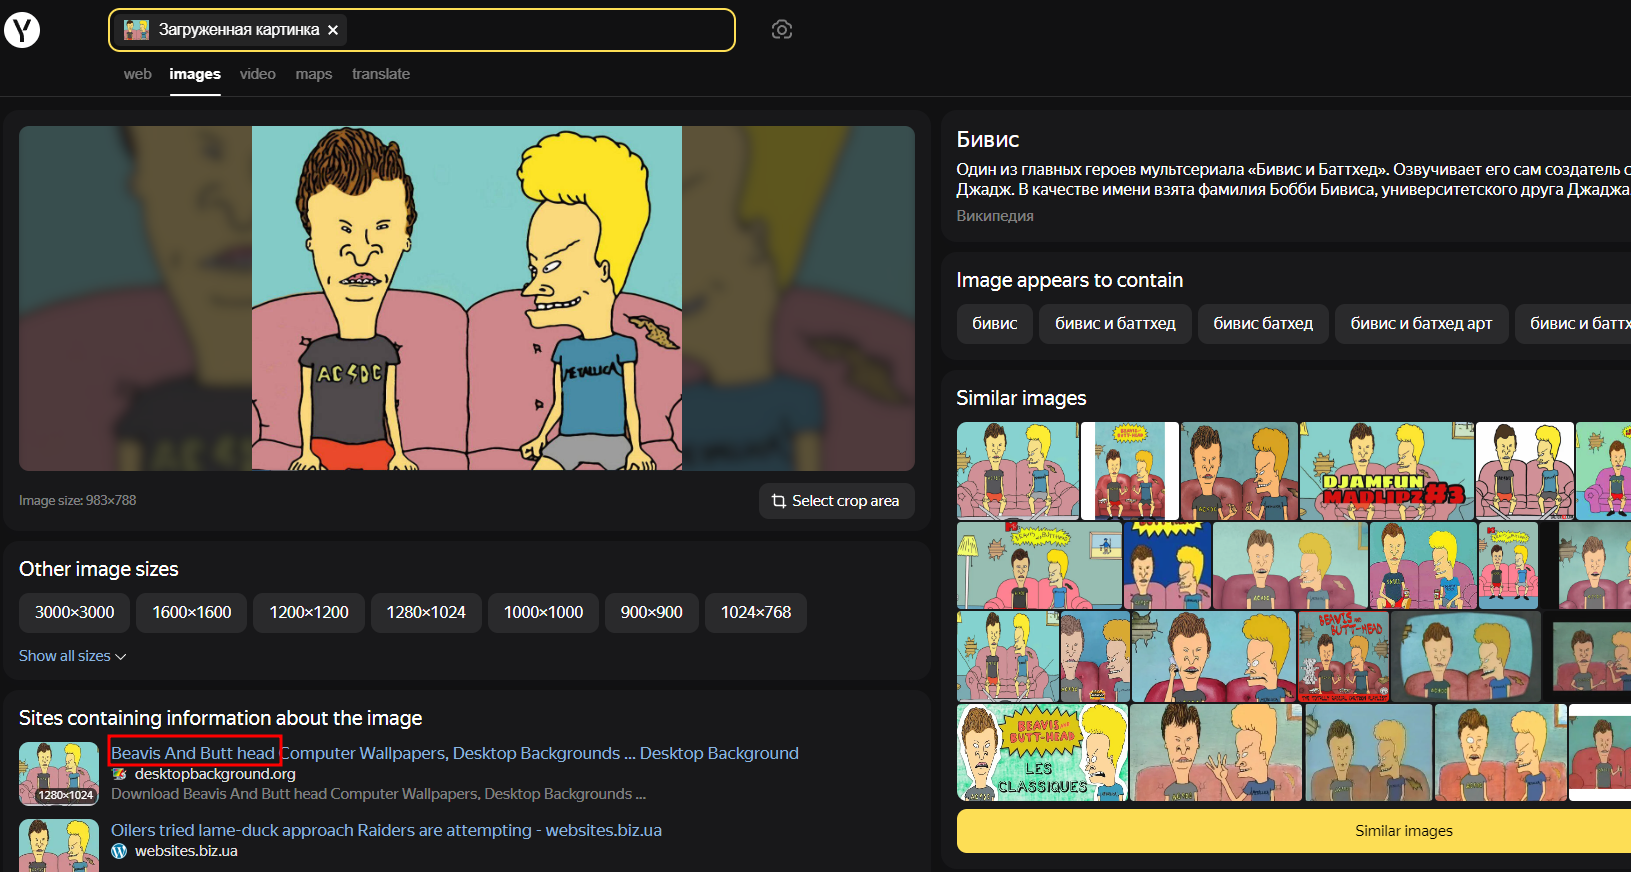 Y
Загруженная картинка ×
web images video maps translate
AC⚡DC
METALLICA
Image size: 983×788
Select crop area
Other image sizes
3000×3000 1600×1600 1200×1200 1280×1024 1000×1000 900×900 1024×768
Show all sizes
Sites containing information about the image
1280×1024
Beavis And Butt head Computer Wallpapers, Desktop Backgrounds ... Desktop Background
desktopbackground.org
Download Beavis And Butt head Computer Wallpapers, Desktop Backgrounds ...
Oilers tried lame-duck approach Raiders are attempting - websites.biz.ua
websites.biz.ua
Бивис
Один из главных героев мультсериала «Бивис и Баттхед». Озвучивает его сам создатель
Джадж. В качестве имени взята фамилия Бобби Бивиса, университетского друга Джаджа
Википедия
Image appears to contain
бивис бивис и баттхед бивис батхед бивис и батхед арт бивис и
Similar images
DJAMFUN
MADLIPZ #3
BEAVIS AND
BUTT-HEAD
BEAVIS AND
BUTT-HEAD
LES
CLASSIQUES
Similar images